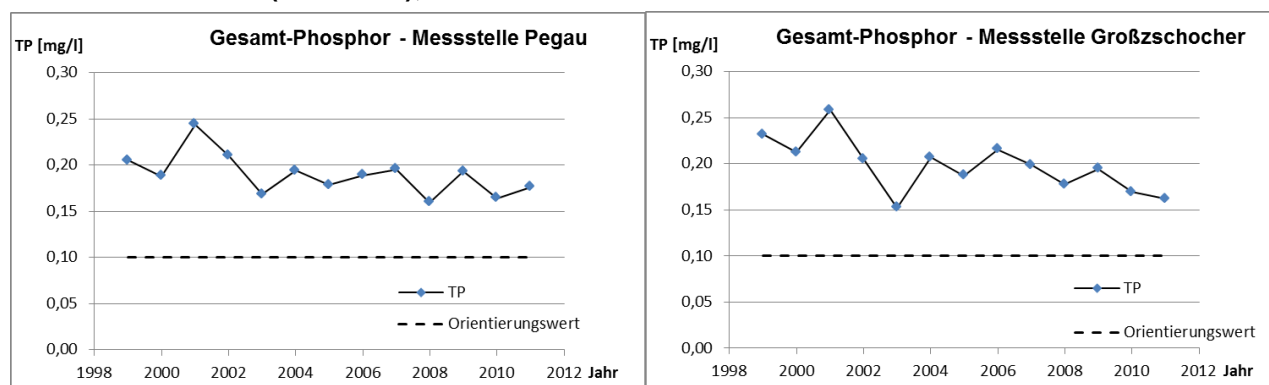 Gesamt-Phosphor - Messstelle Pegau
TP [mg/l]
0,30
0,25
0,20
0,15
0,10
0,05
0,00
TP
Orientierungswert
1998 2000 2002 2004 2006 2008 2010 2012 Jahr
Gesamt-Phosphor - Messstelle Großzschocher
TP [mg/l]
0,30
0,25
0,20
0,15
0,10
0,05
0,00
TP
Orientierungswert
1998 2000 2002 2004 2006 2008 2010 2012 Jahr